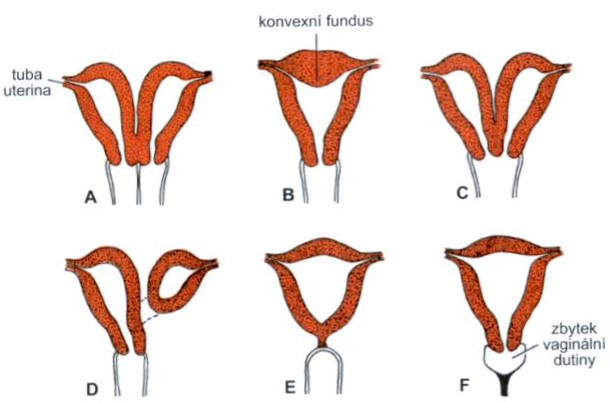 konvexní fundus
tuba
uterina
A
B
C
D
E
F
zbytek
vaginální
dutiny